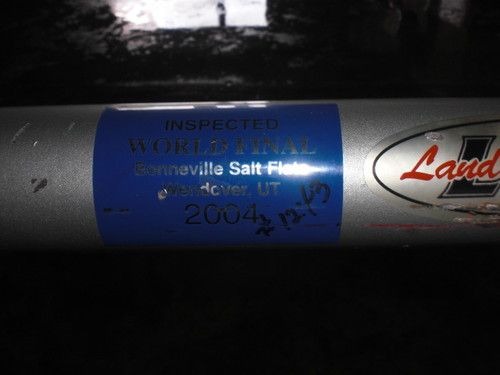 INSPECTED
WORLD FINAL
Bonneville Salt Flats
Wendover, UT
2004
Land
L